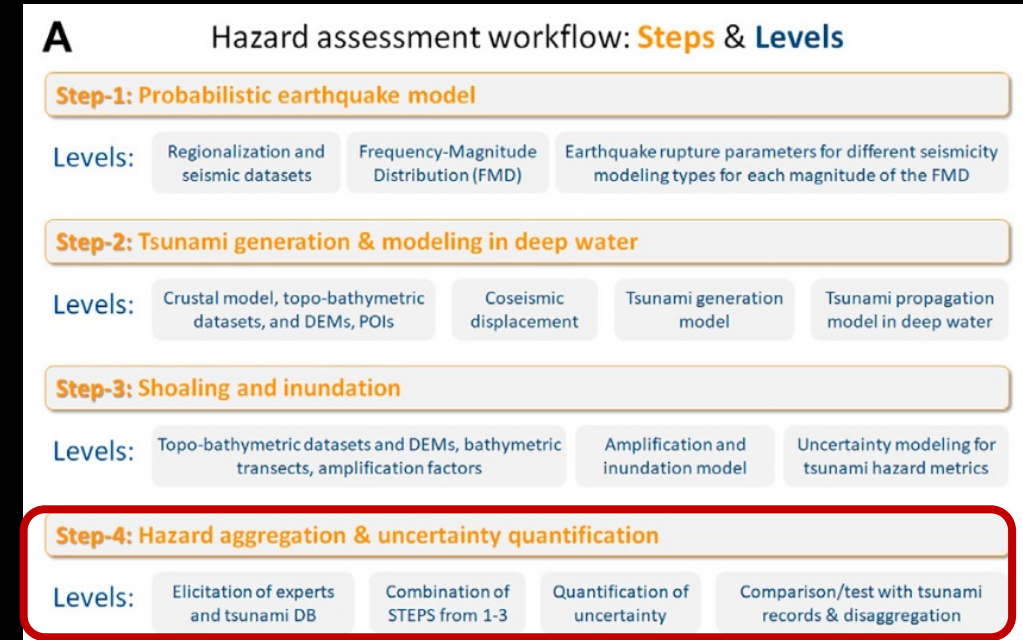 A
Hazard assessment workflow: Steps & Levels
Step-1: Probabilistic earthquake model
Levels:
Regionalization and
seismic datasets
Frequency-Magnitude
Distribution (FMD)
Earthquake rupture parameters for different seismicity
modeling types for each magnitude of the FMD
Step-2: Tsunami generation & modeling in deep water
Levels:
Crustal model, topo-bathymetric
datasets, and DEMs, POIs
Coseismic
displacement
Tsunami generation
model
Tsunami propagation
model in deep water
Step-3: Shoaling and inundation
Levels:
Topo-bathymetric datasets and DEMs, bathymetric
transects, amplification factors
Amplification and
inundation model
Uncertainty modeling for
tsunami hazard metrics
Step-4: Hazard aggregation & uncertainty quantification
Levels:
Elicitation of experts
and tsunami DB
Combination of
STEPS from 1-3
Quantification of
uncertainty
Comparison/test with tsunami
records & disaggregation